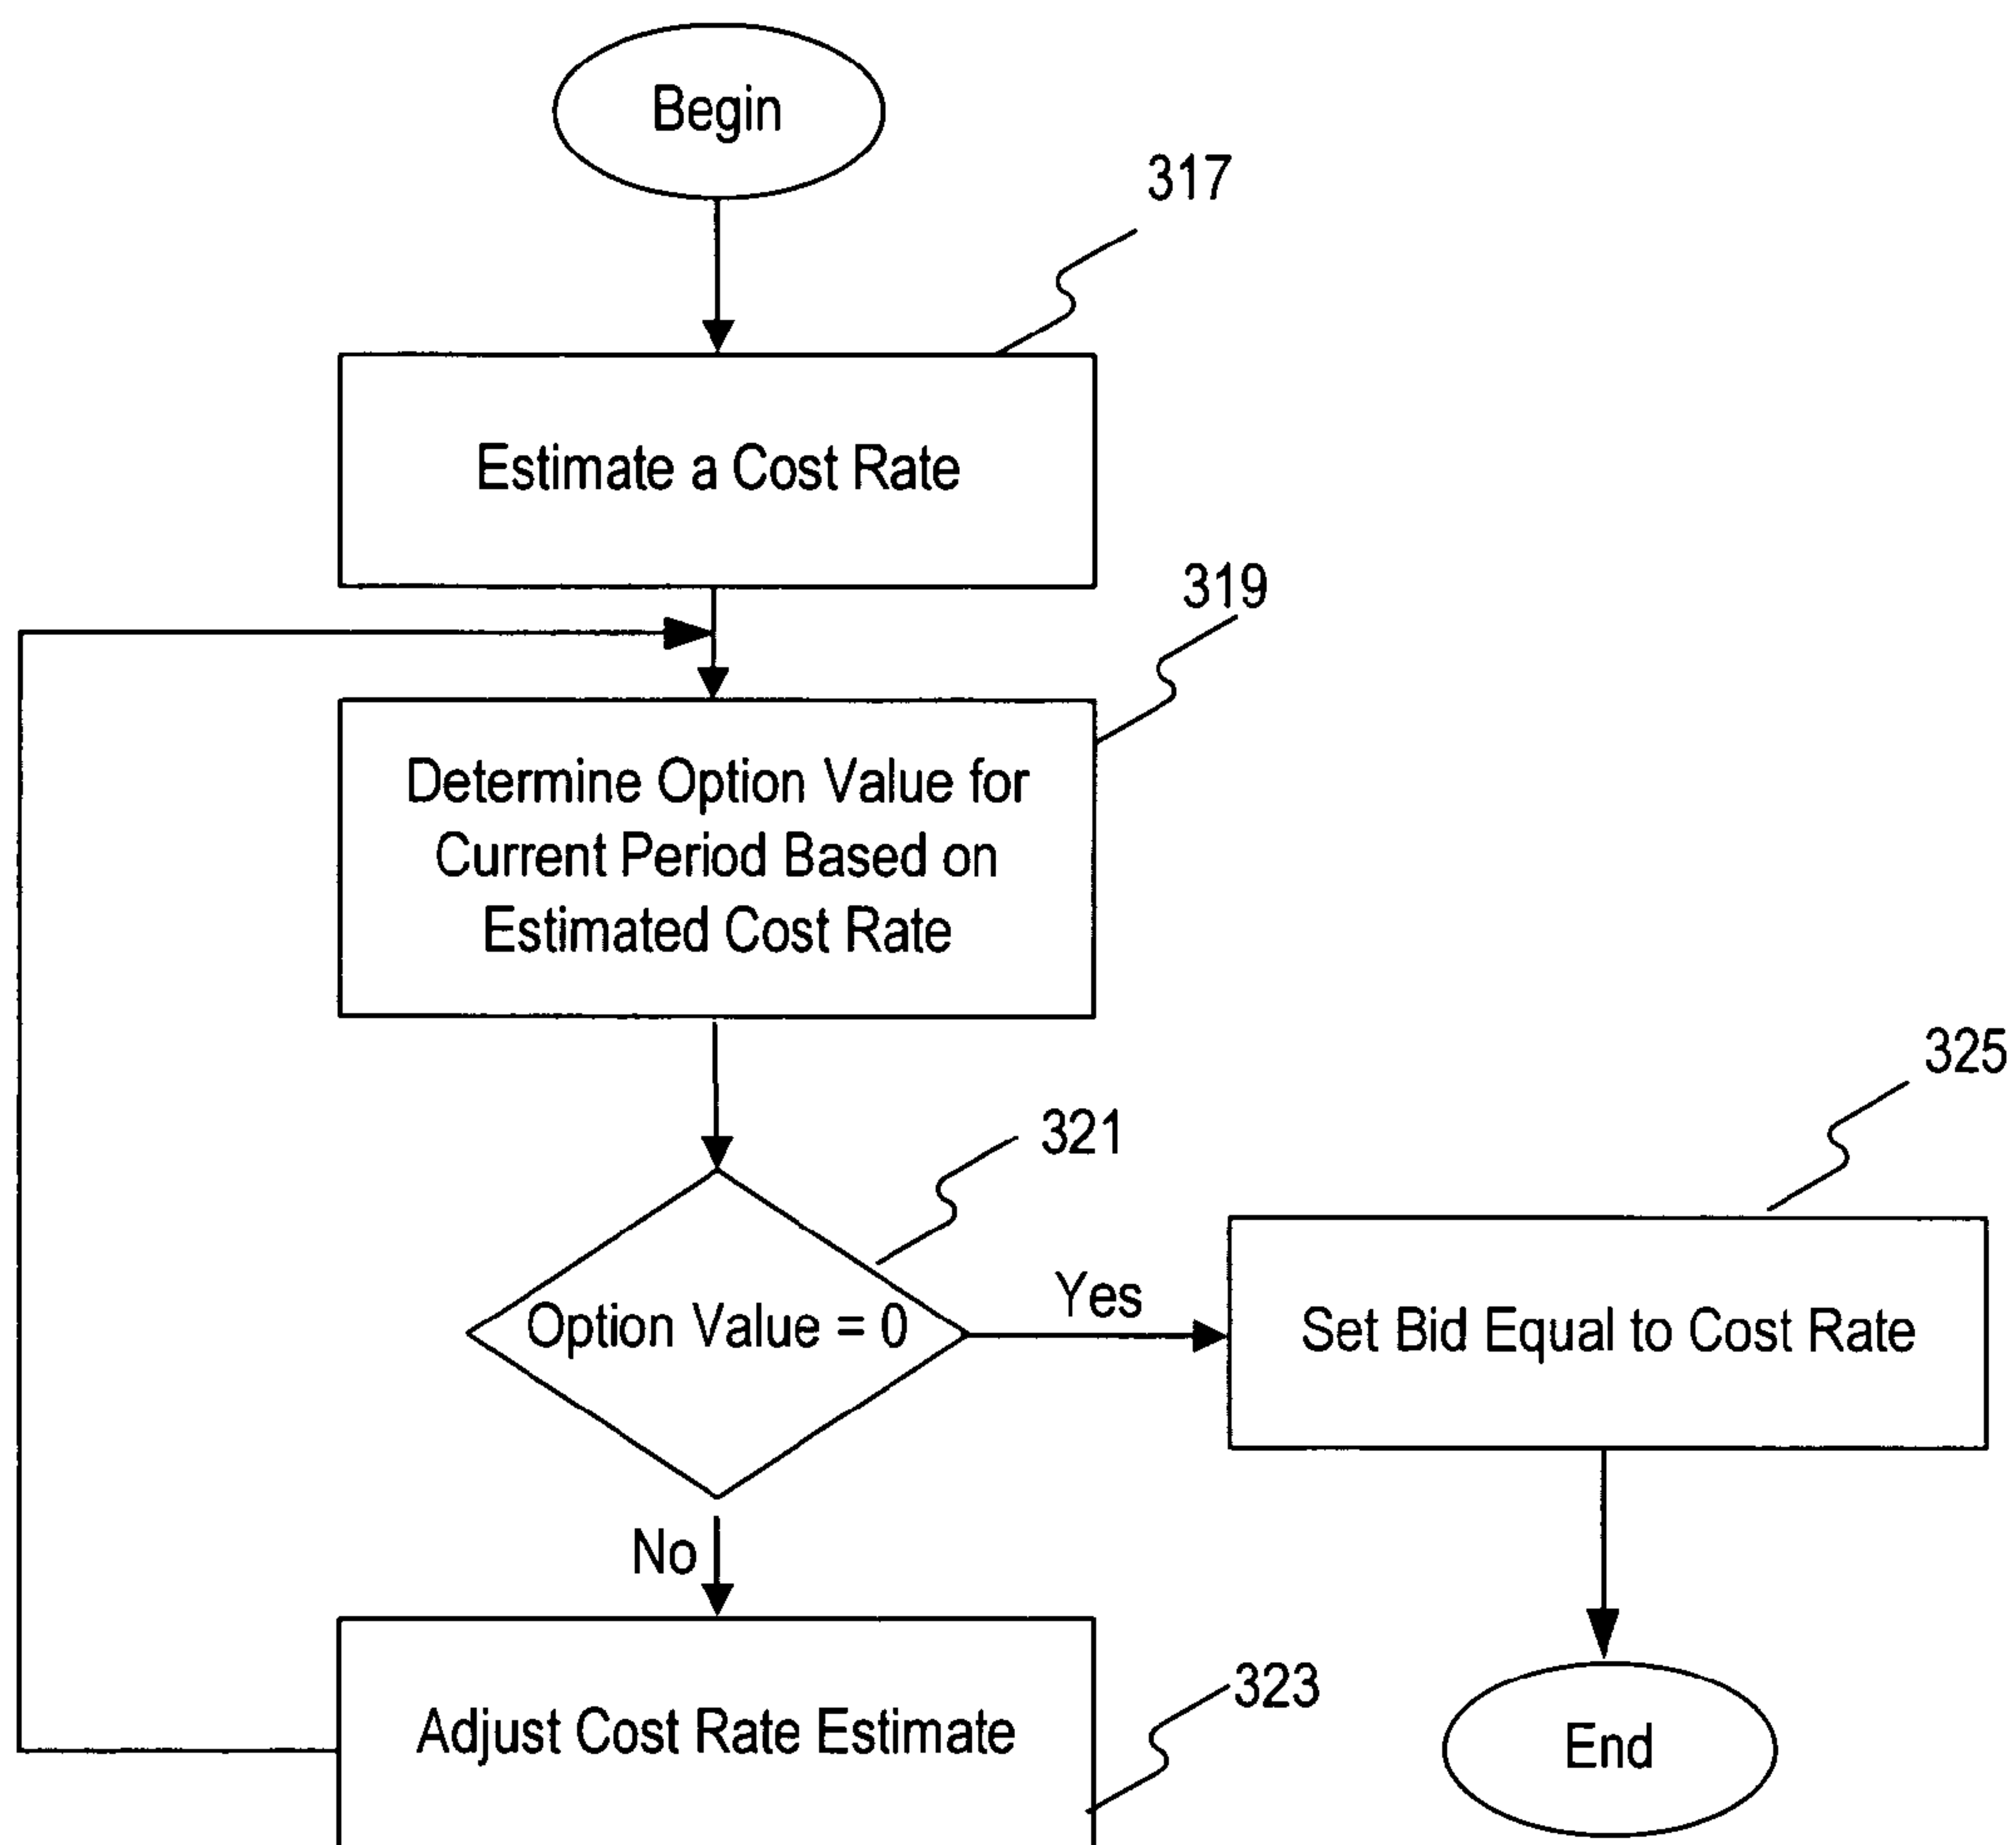 Begin
317
Estimate a Cost Rate
319
Determine Option Value for
Current Period Based on
Estimated Cost Rate
325
321
Option Value = 0
Yes
Set Bid Equal to Cost Rate
No
323
Adjust Cost Rate Estimate
End